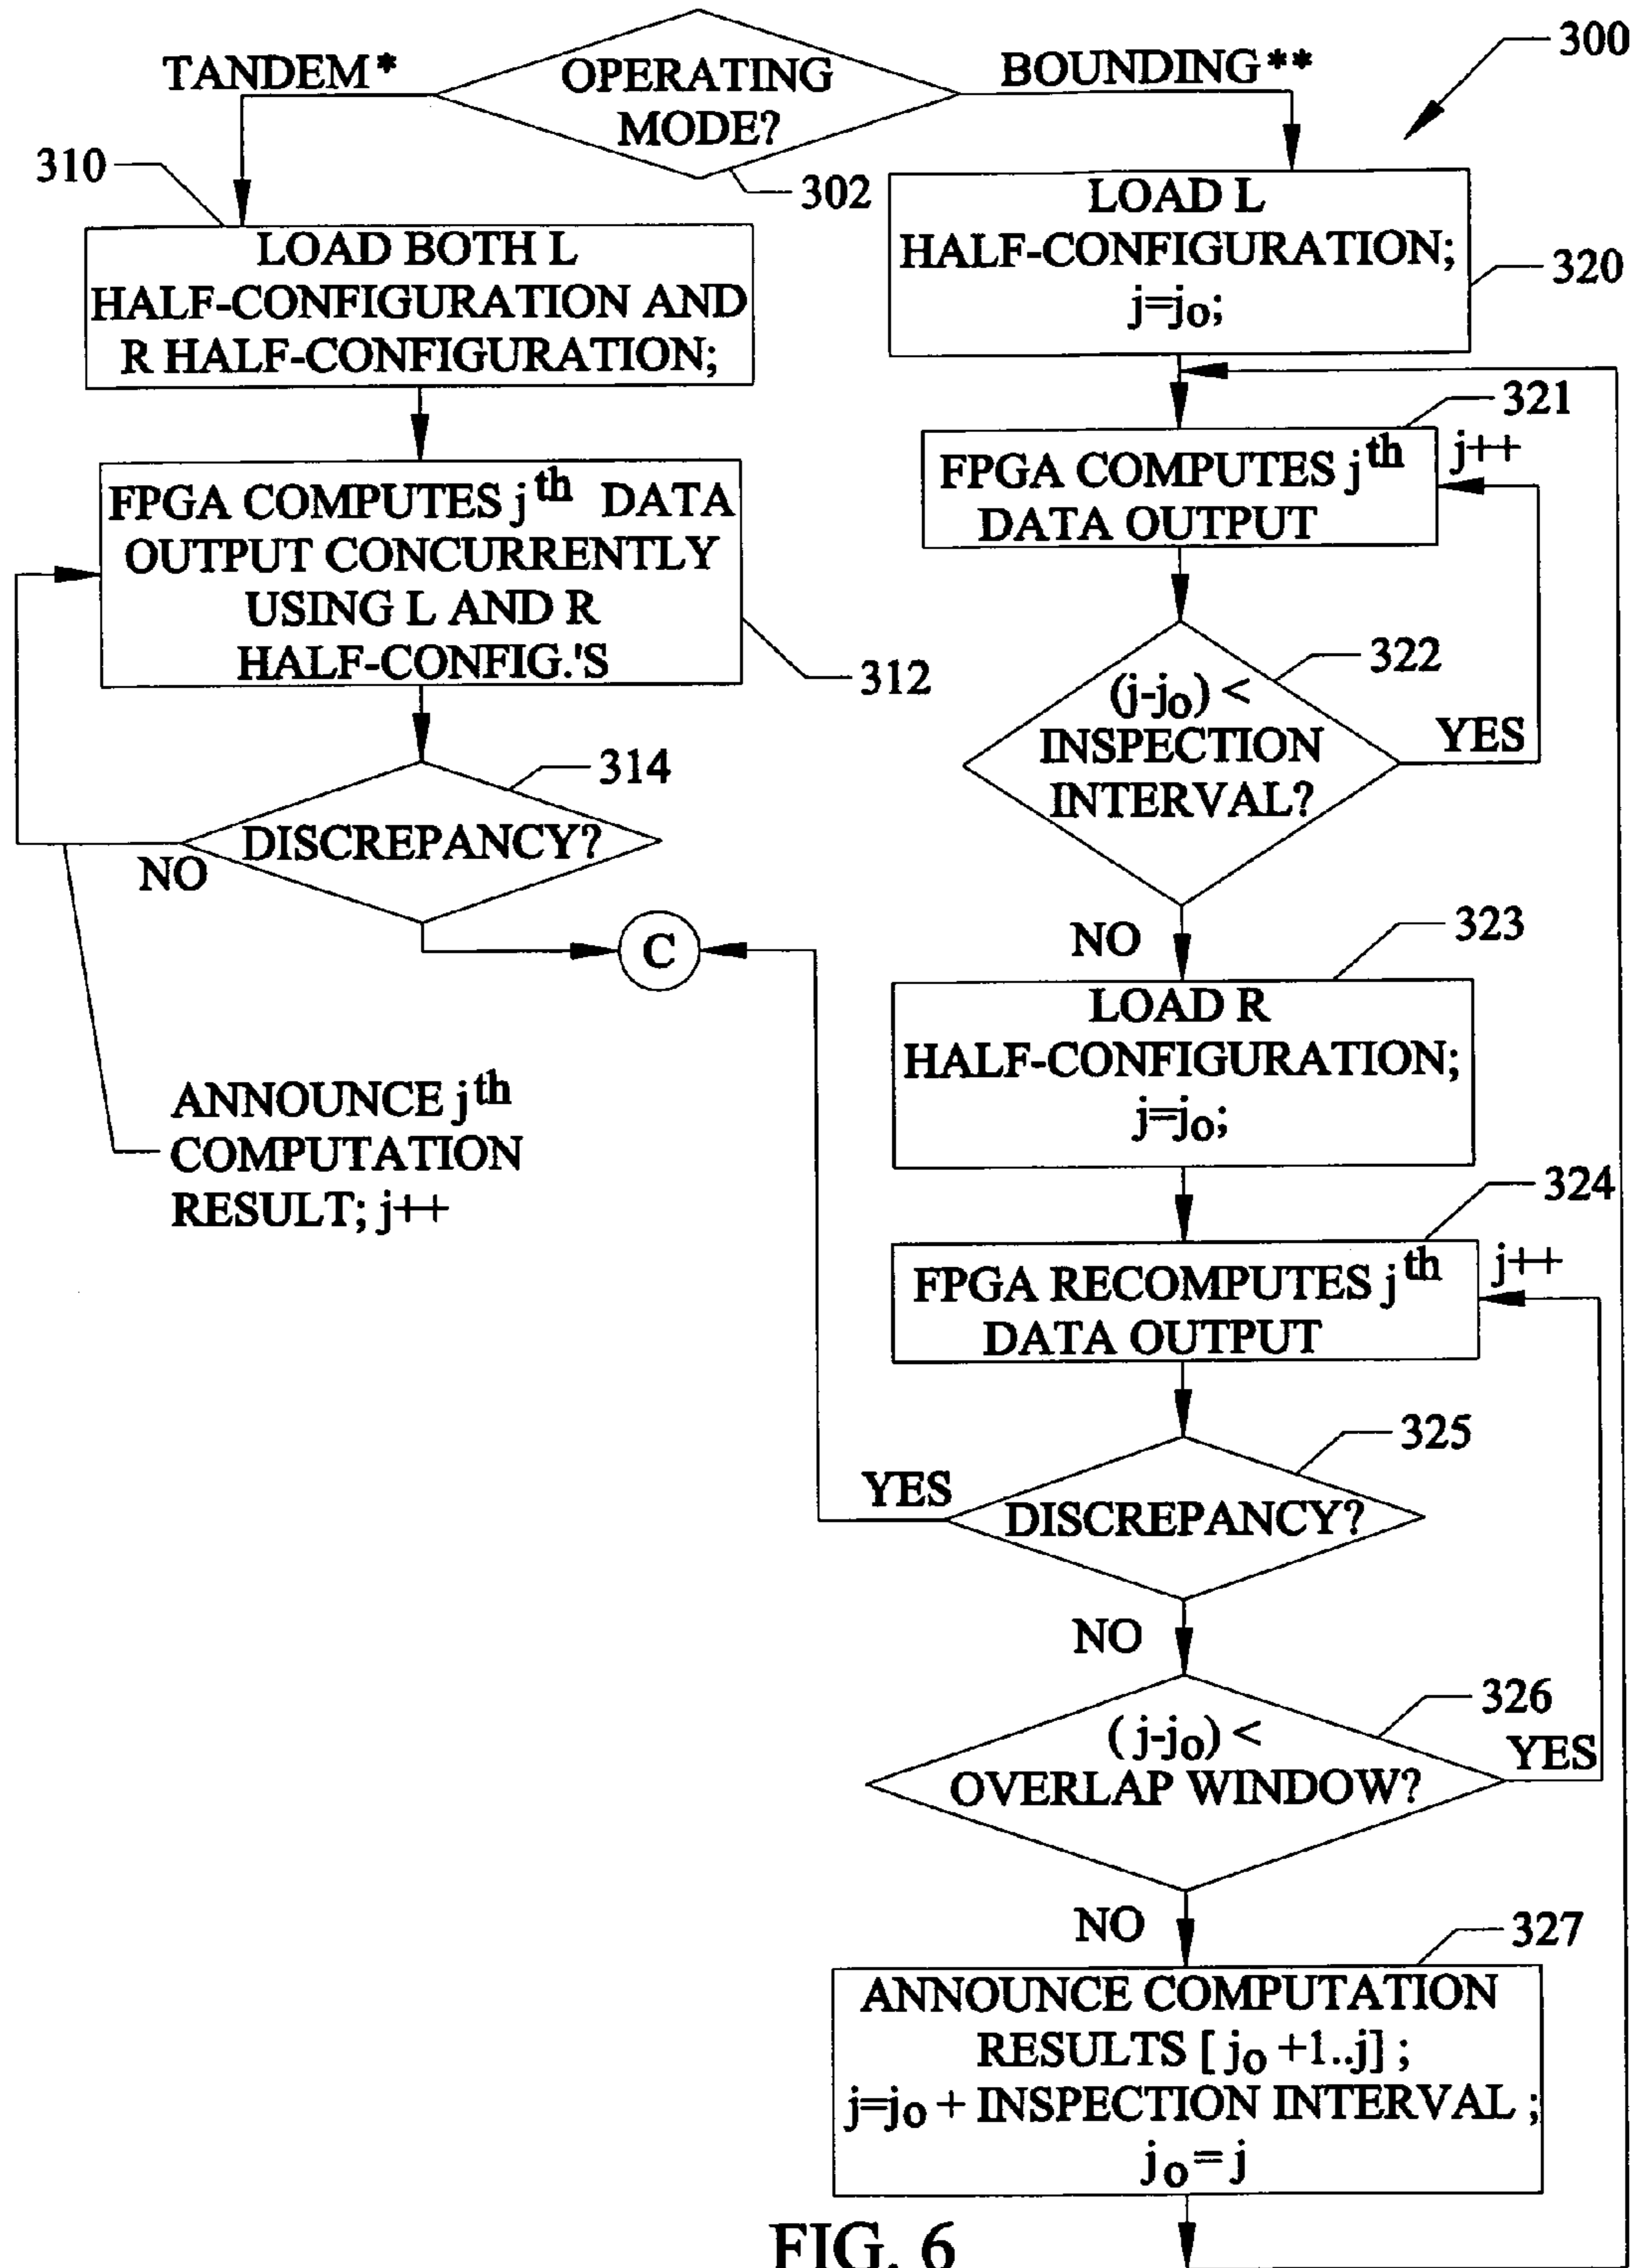 300
TANDEM*
OPERATING
MODE?
BOUNDING**
302
310
LOAD BOTH L
HALF-CONFIGURATION AND
R HALF-CONFIGURATION;
FPGA COMPUTES jth DATA
OUTPUT CONCURRENTLY
USING L AND R
HALF-CONFIG.'S
312
DISCREPANCY?
314
NO
C
ANNOUNCE jth
COMPUTATION
RESULT; j++
LOAD L
HALF-CONFIGURATION;
j=jo;
320
321
FPGA COMPUTES jth
DATA OUTPUT
j++
322
(j-jo) <
INSPECTION
INTERVAL?
YES
NO
323
LOAD R
HALF-CONFIGURATION;
j=jo;
324
FPGA RECOMPUTES jth
DATA OUTPUT
j++
325
YES
DISCREPANCY?
NO
326
( j-jo) <
OVERLAP WINDOW?
YES
NO
327
ANNOUNCE COMPUTATION
RESULTS [ jo +1..j] ;
j=jo + INSPECTION INTERVAL ;
jo = j
FIG. 6